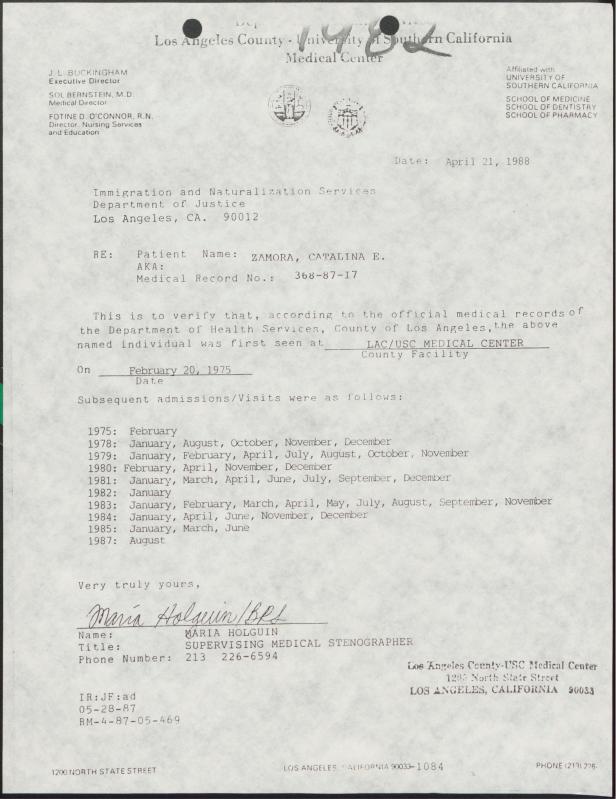 1982
Los Angeles County - University of Southern California
Medical Center
J. L. BUCKINGHAM
Executive Director
SOL BERNSTEIN, M.D.
Medical Director
FOTINE D. O'CONNOR, R.N.
Director, Nursing Services
and Education
Affiliated with
UNIVERSITY OF
SOUTHERN CALIFORNIA
SCHOOL OF MEDICINE
SCHOOL OF DENTISTRY
SCHOOL OF PHARMACY
Date: April 21, 1988
Immigration and Naturalization Services
Department of Justice
Los Angeles, CA. 90012
RE: Patient Name: ZAMORA, CATALINA E.
AKA:
Medical Record No.: 368-87-17
This is to verify that, according to the official medical records of
the Department of Health Services, County of Los Angeles, the above
named individual was first seen at LAC/USC MEDICAL CENTER
County Facility
On February 20, 1975
Date
Subsequent admissions/Visits were as follows:
1975: February
1978: January, August, October, November, December
1979: January, February, April, July, August, October, November
1980: February, April, November, December
1981: January, March, April, June, July, September, December
1982: January
1983: January, February, March, April, May, July, August, September, November
1984: January, April, June, November, December
1985: January, March, June
1987: August
Very truly yours,
Maria Holguin/BRS
Name: MARIA HOLGUIN
Title: SUPERVISING MEDICAL STENOGRAPHER
Phone Number: 213 226-6594
Los Angeles County-USC Medical Center
1200 North State Street
LOS ANGELES, CALIFORNIA 90033
IR:JF:ad
05-28-87
RM-4-87-05-469
1200 NORTH STATE STREET
LOS ANGELES, CALIFORNIA 90033-1084
PHONE (213) 226-